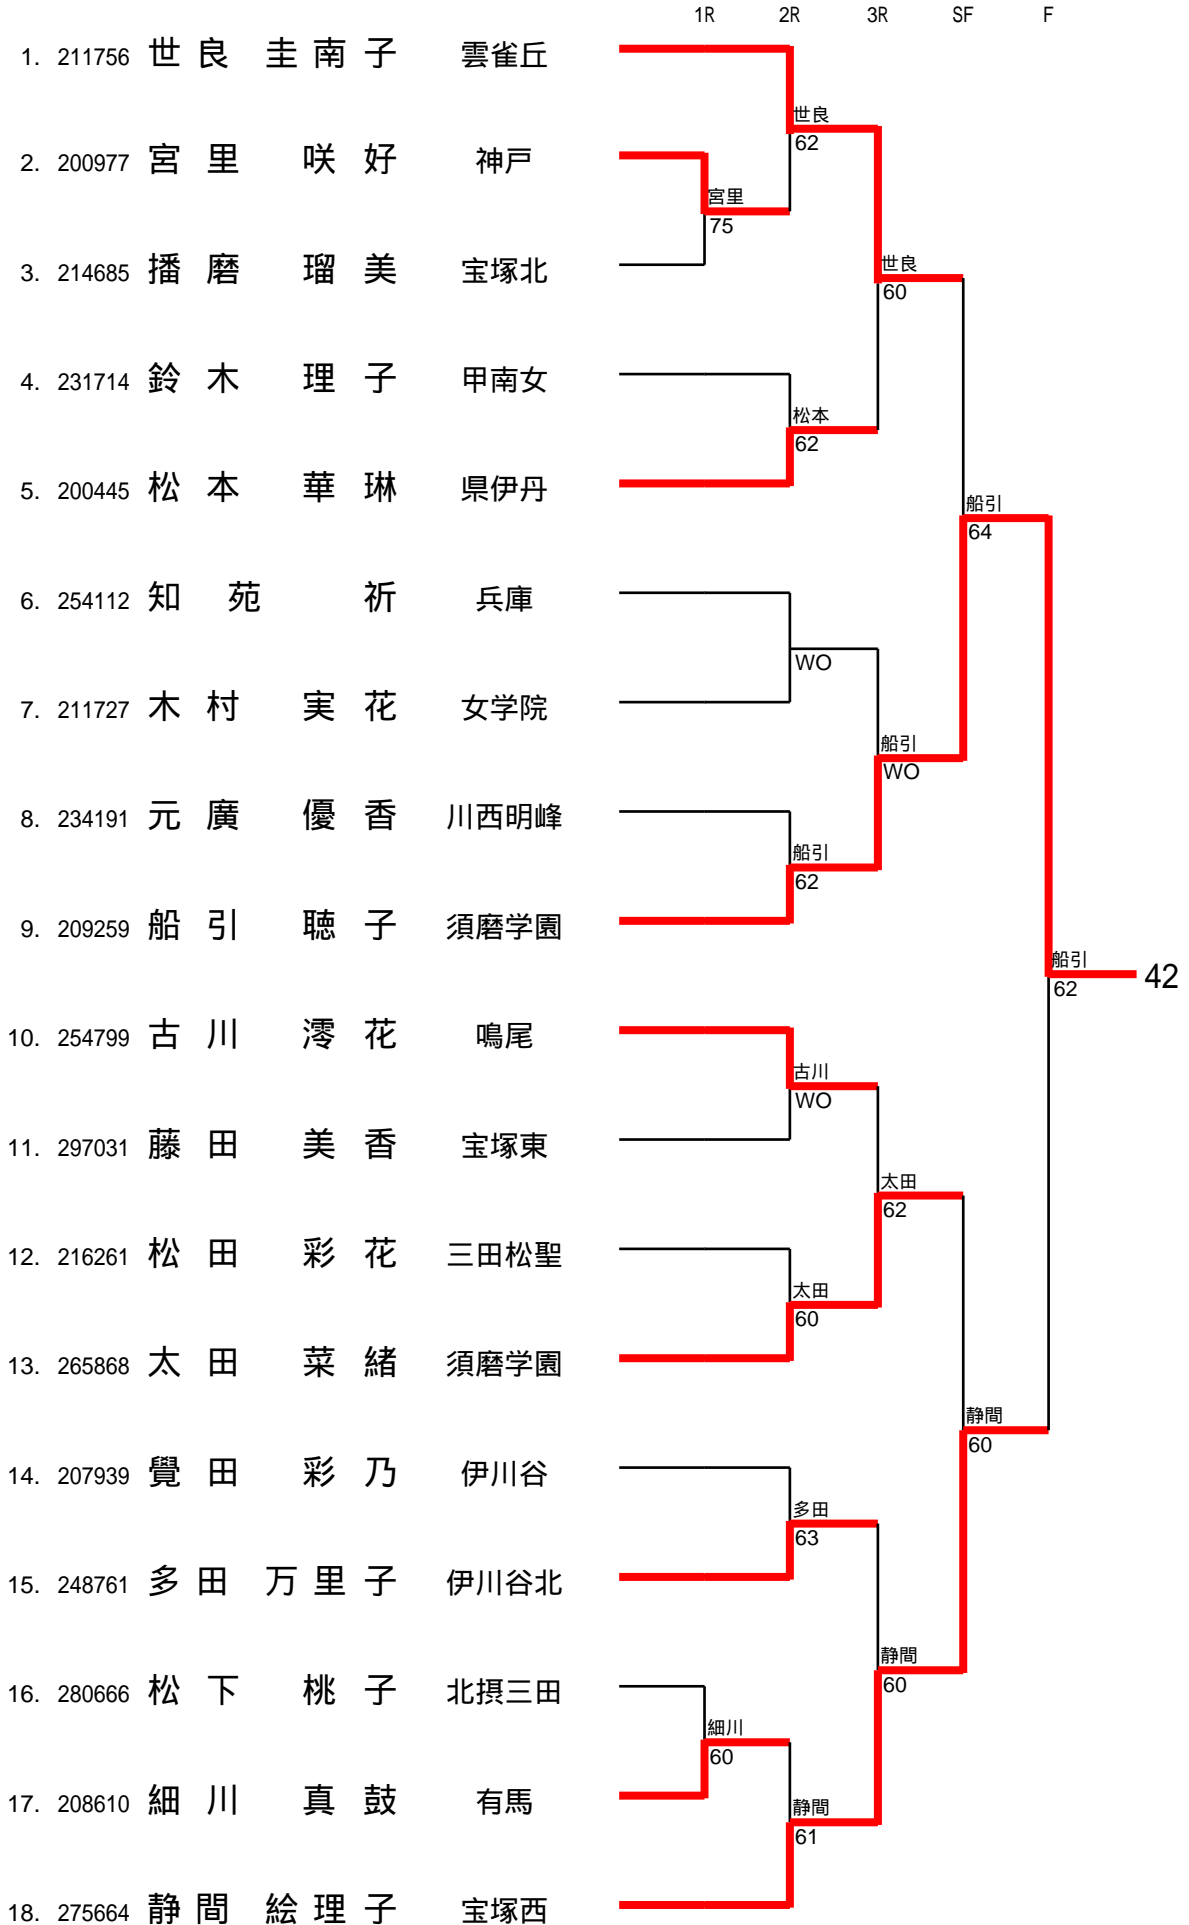 1R 2R 3R SF F
1. 211756 世良 圭南子 雲雀丘
世良
62
2. 200977 宮里 咲好 神戸
宮里
75
3. 214685 播磨 瑠美 宝塚北
世良
60
4. 231714 鈴木 理子 甲南女
松本
62
5. 200445 松本 華琳 県伊丹
船引
64
6. 254112 知苑 祈 兵庫
WO
7. 211727 木村 実花 女学院
船引
WO
8. 234191 元廣 優香 川西明峰
船引
62
9. 209259 船引 聴子 須磨学園
船引
62
42
10. 254799 古川 澪花 鳴尾
古川
WO
11. 297031 藤田 美香 宝塚東
太田
62
12. 216261 松田 彩花 三田松聖
太田
60
13. 265868 太田 菜緒 須磨学園
静間
60
14. 207939 覺田 彩乃 伊川谷
多田
63
15. 248761 多田 万里子 伊川谷北
静間
60
16. 280666 松下 桃子 北摂三田
細川
60
17. 208610 細川 真鼓 有馬
静間
61
18. 275664 静間 絵理子 宝塚西